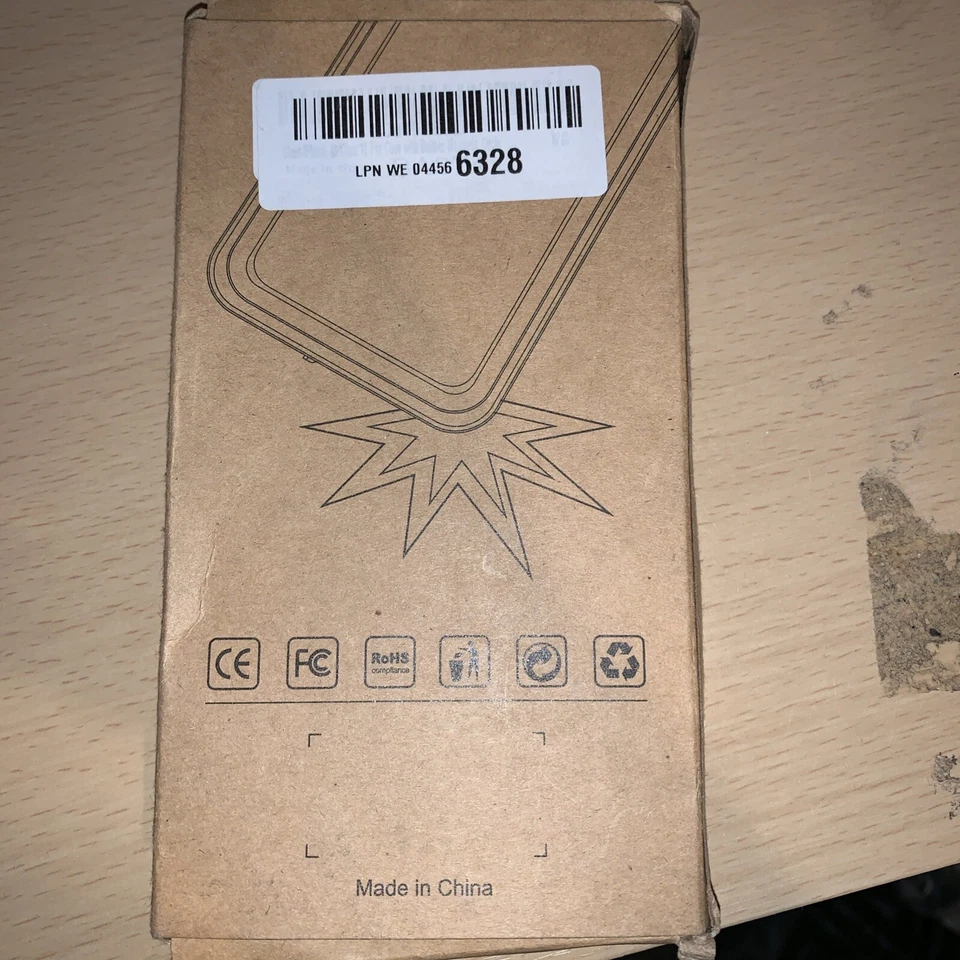 LPN WE 04456 6328
CE FC RoHS
compliance
Made in China